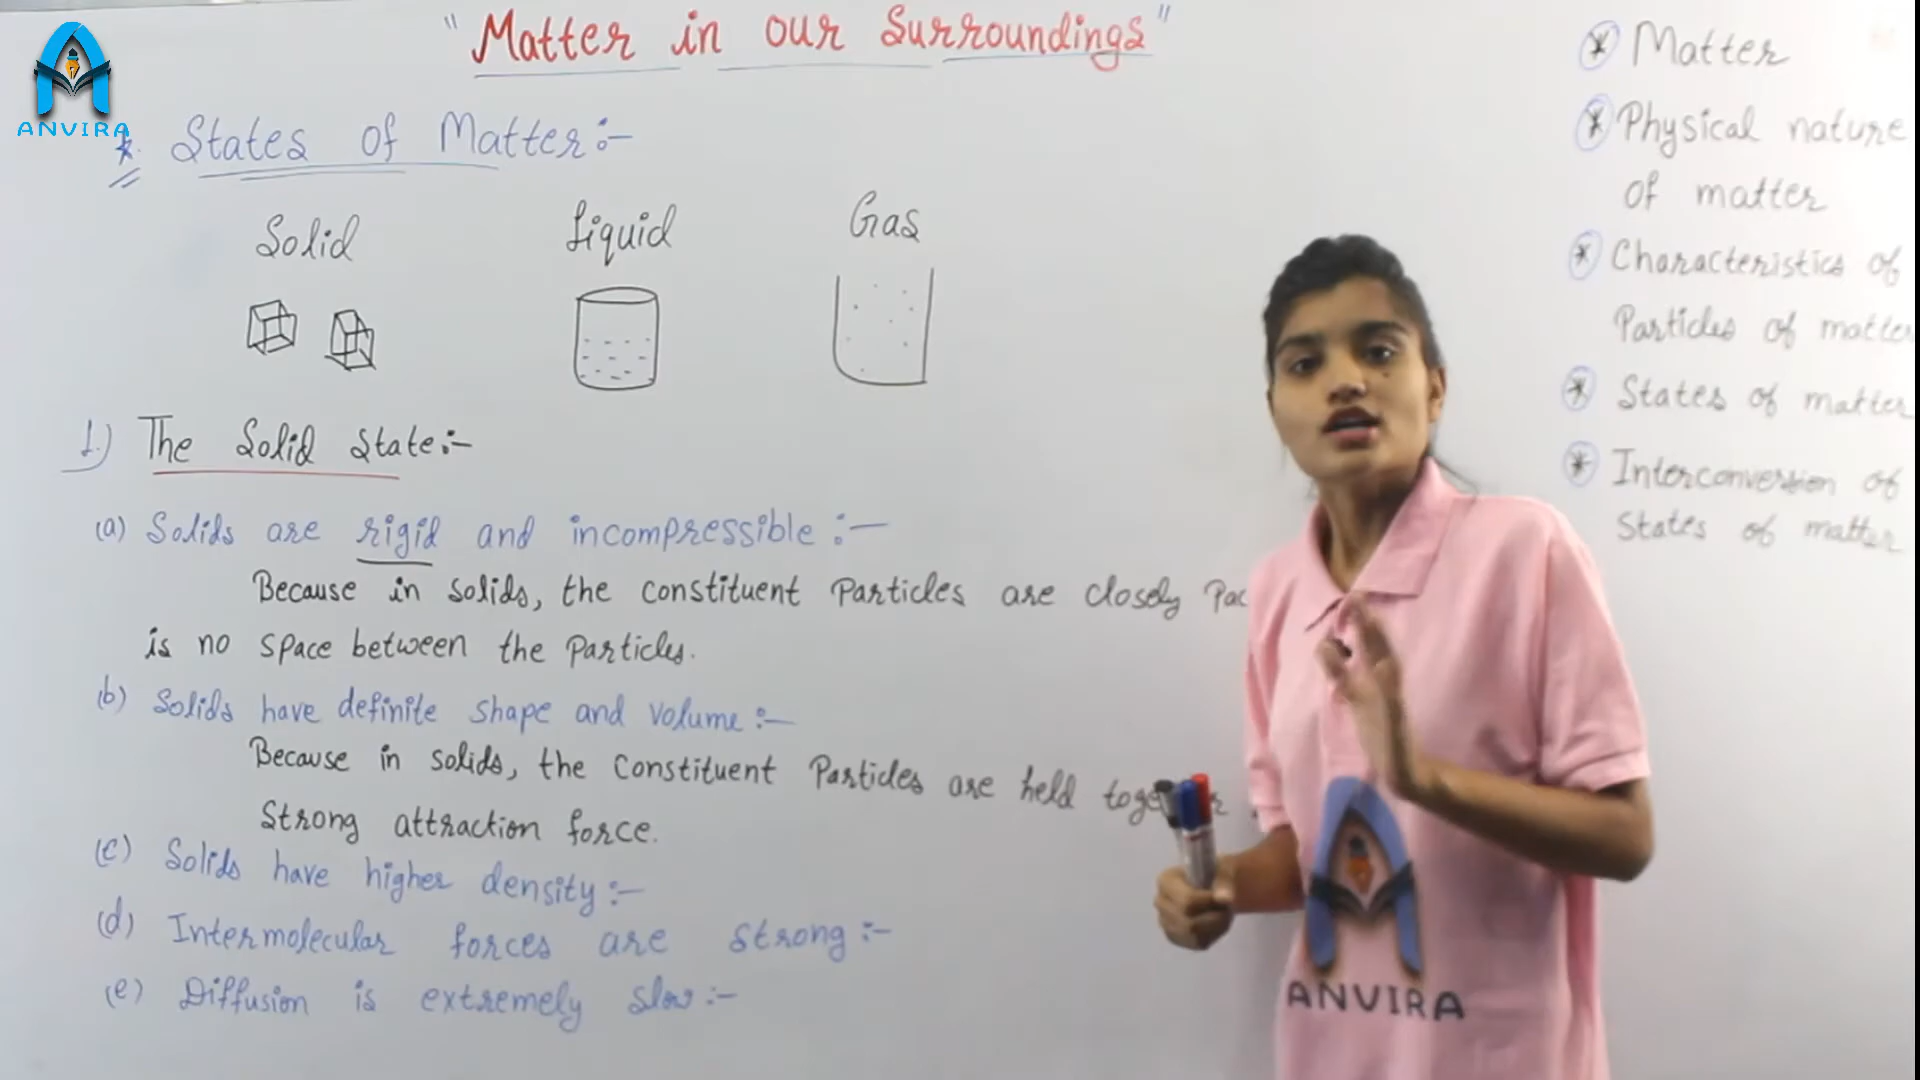 "Matter in our Surroundings"
ANVIRA
* States of Matter:-
Solid
Liquid
Gas
1.) The Solid State:-
(a) Solids are rigid and incompressible :-
Because in solids, the constituent Particles are closely Pac
is no space between the Particles.
(b) Solids have definite shape and volume :-
Because in solids, the constituent Particles are held together
Strong attraction force.
(c) Solids have higher density :-
(d) Intermolecular forces are strong :-
(e) Diffusion is extremely slow :-
* Matter
* Physical nature
of matter
* Characteristics of
Particles of matter
* States of matter
* Interconversion of
States of matter
ANVIRA